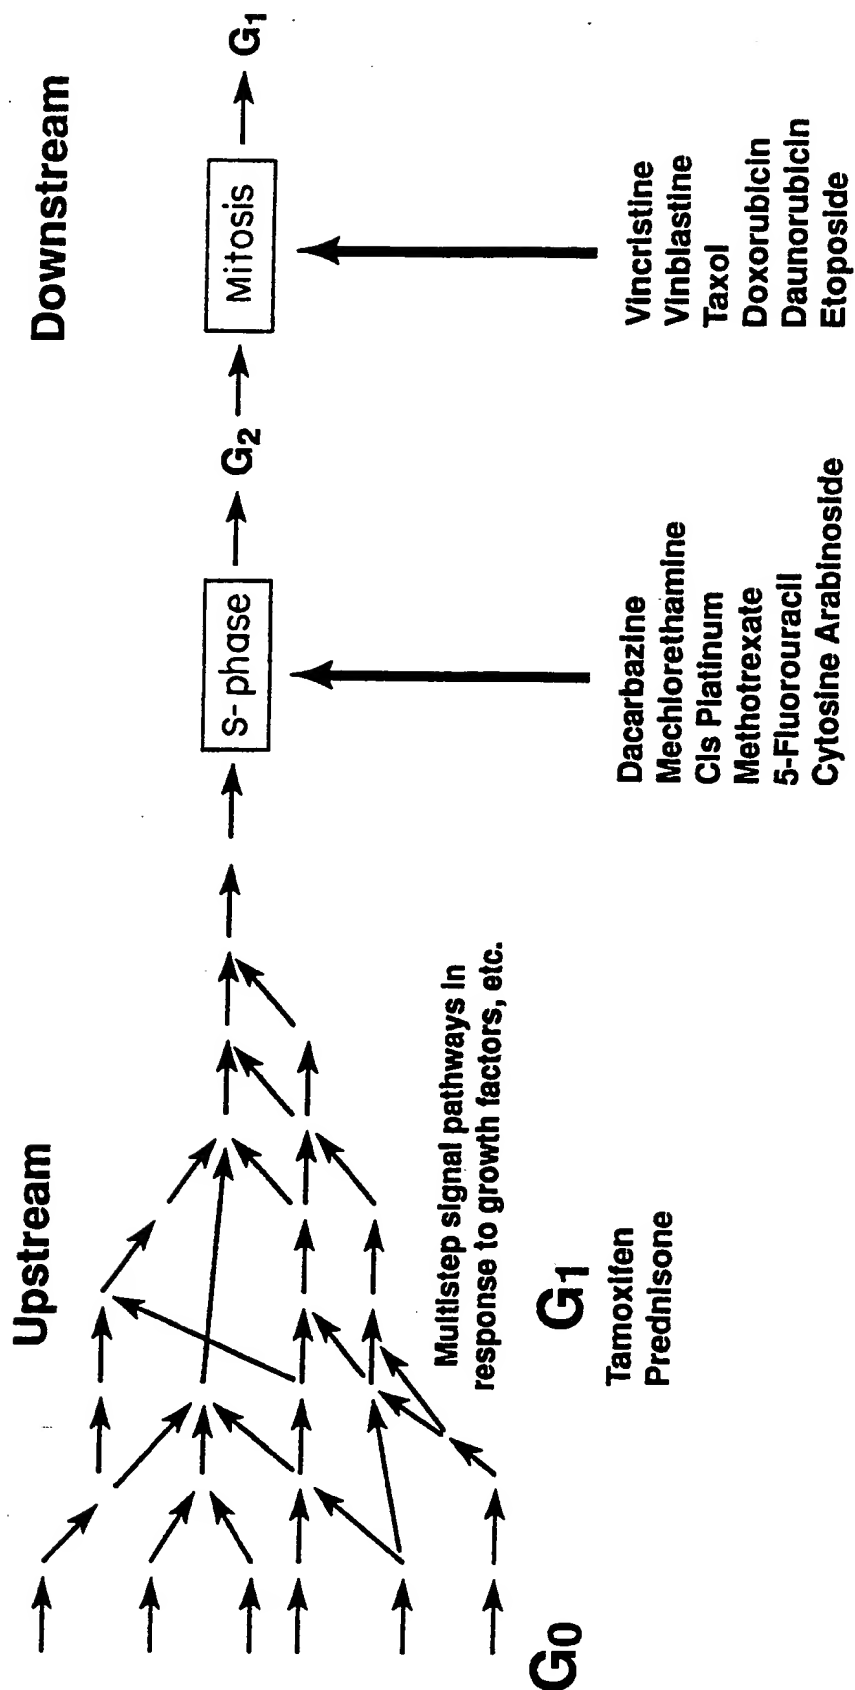 Upstream
Downstream
S-phase
G2
Mitosis
G1
Multistep signal pathways in
response to growth factors, etc.
G0
G1
Tamoxifen
Prednisone
Dacarbazine
Mechlorethamine
Cis Platinum
Methotrexate
5-Fluorouracil
Cytosine Arabinoside
Vincristine
Vinblastine
Taxol
Doxorubicin
Daunorubicin
Etoposide